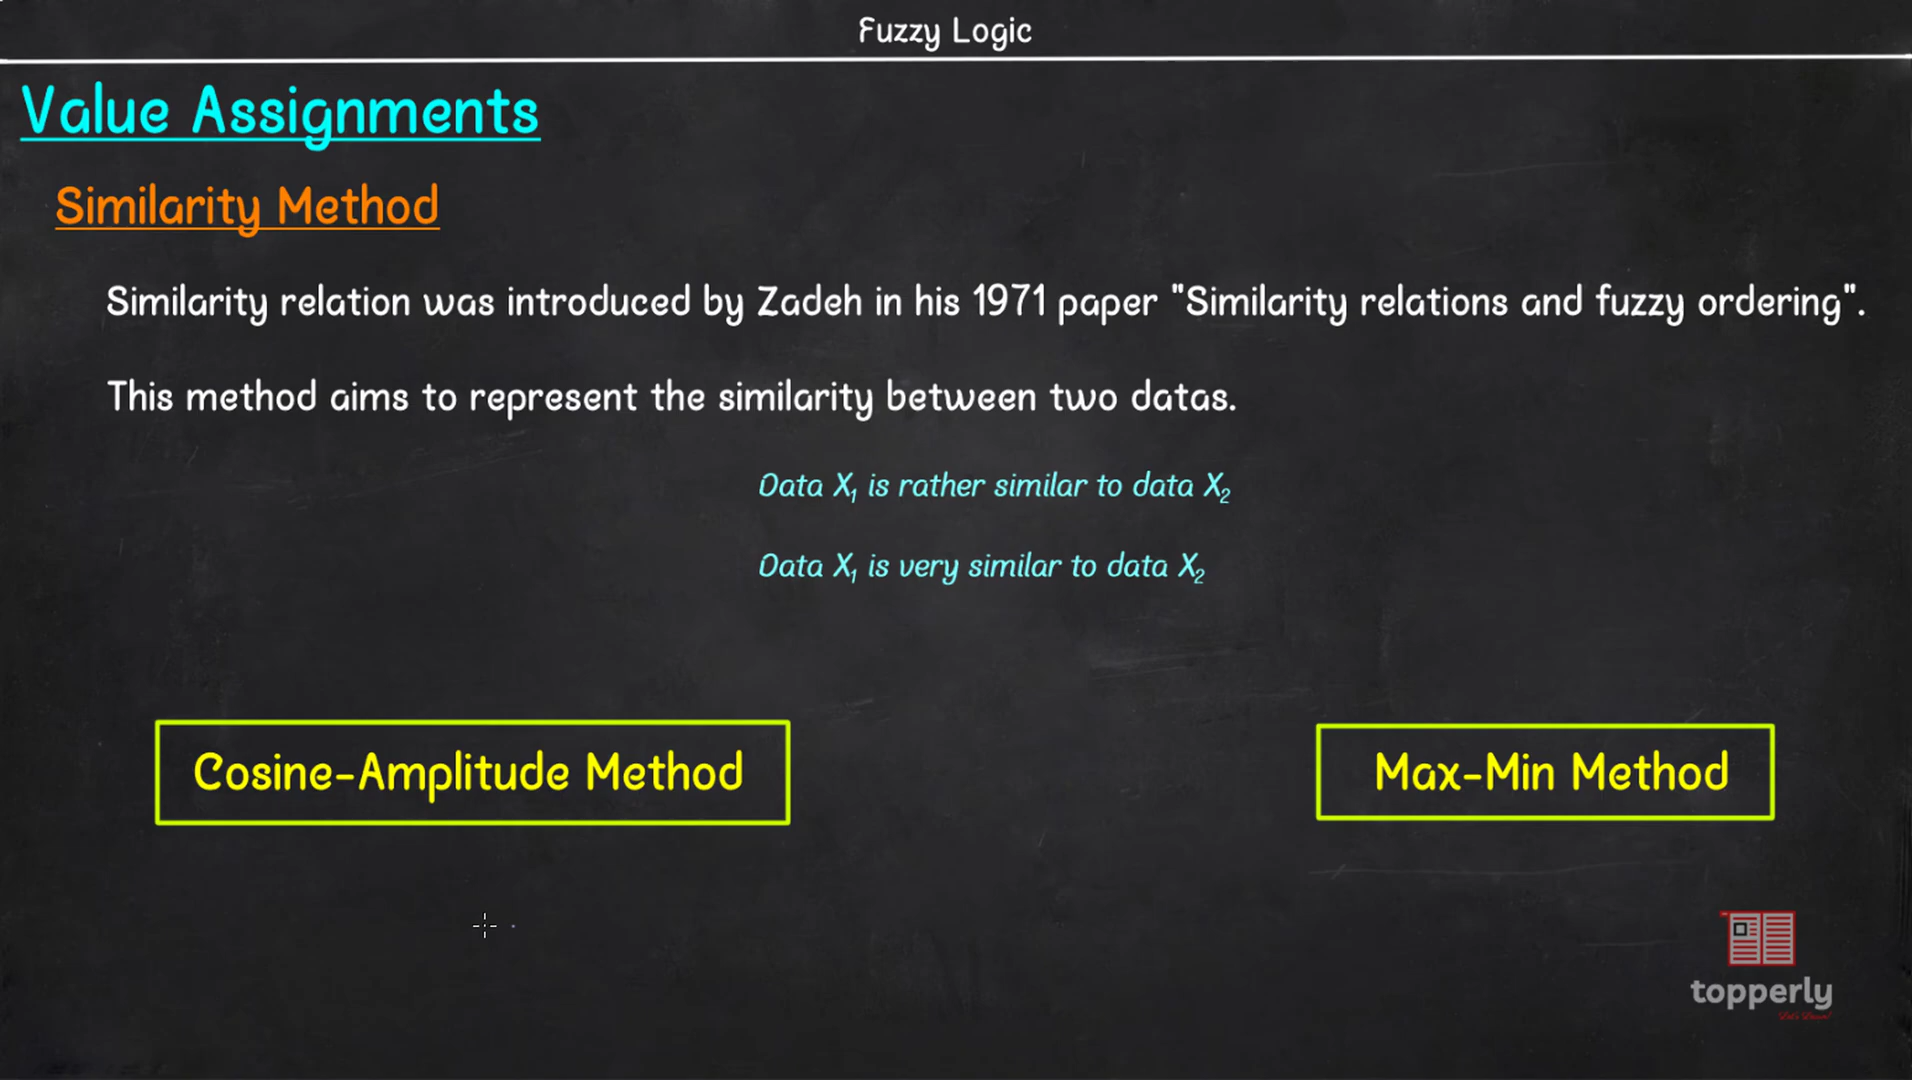 Fuzzy Logic
Value Assignments
Similarity Method
Similarity relation was introduced by Zadeh in his 1971 paper "Similarity relations and fuzzy ordering".
This method aims to represent the similarity between two datas.
Data X₁ is rather similar to data X₂
Data X₁ is very similar to data X₂
Cosine-Amplitude Method
Max-Min Method
topperly